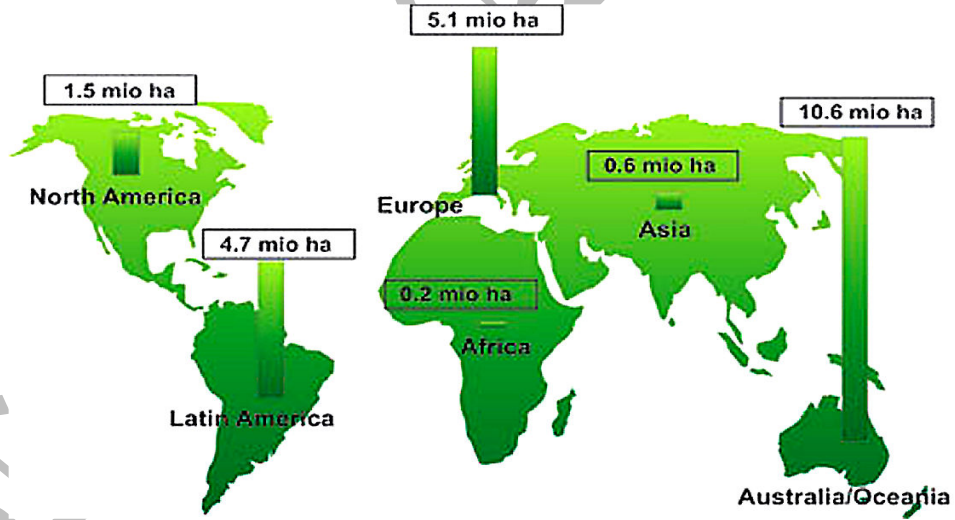 5.1 mio ha
1.5 mio ha
10.6 mio ha
0.6 mio ha
North America
Europe
Asia
4.7 mio ha
0.2 mio ha
Africa
Latin America
Australia/Oceania